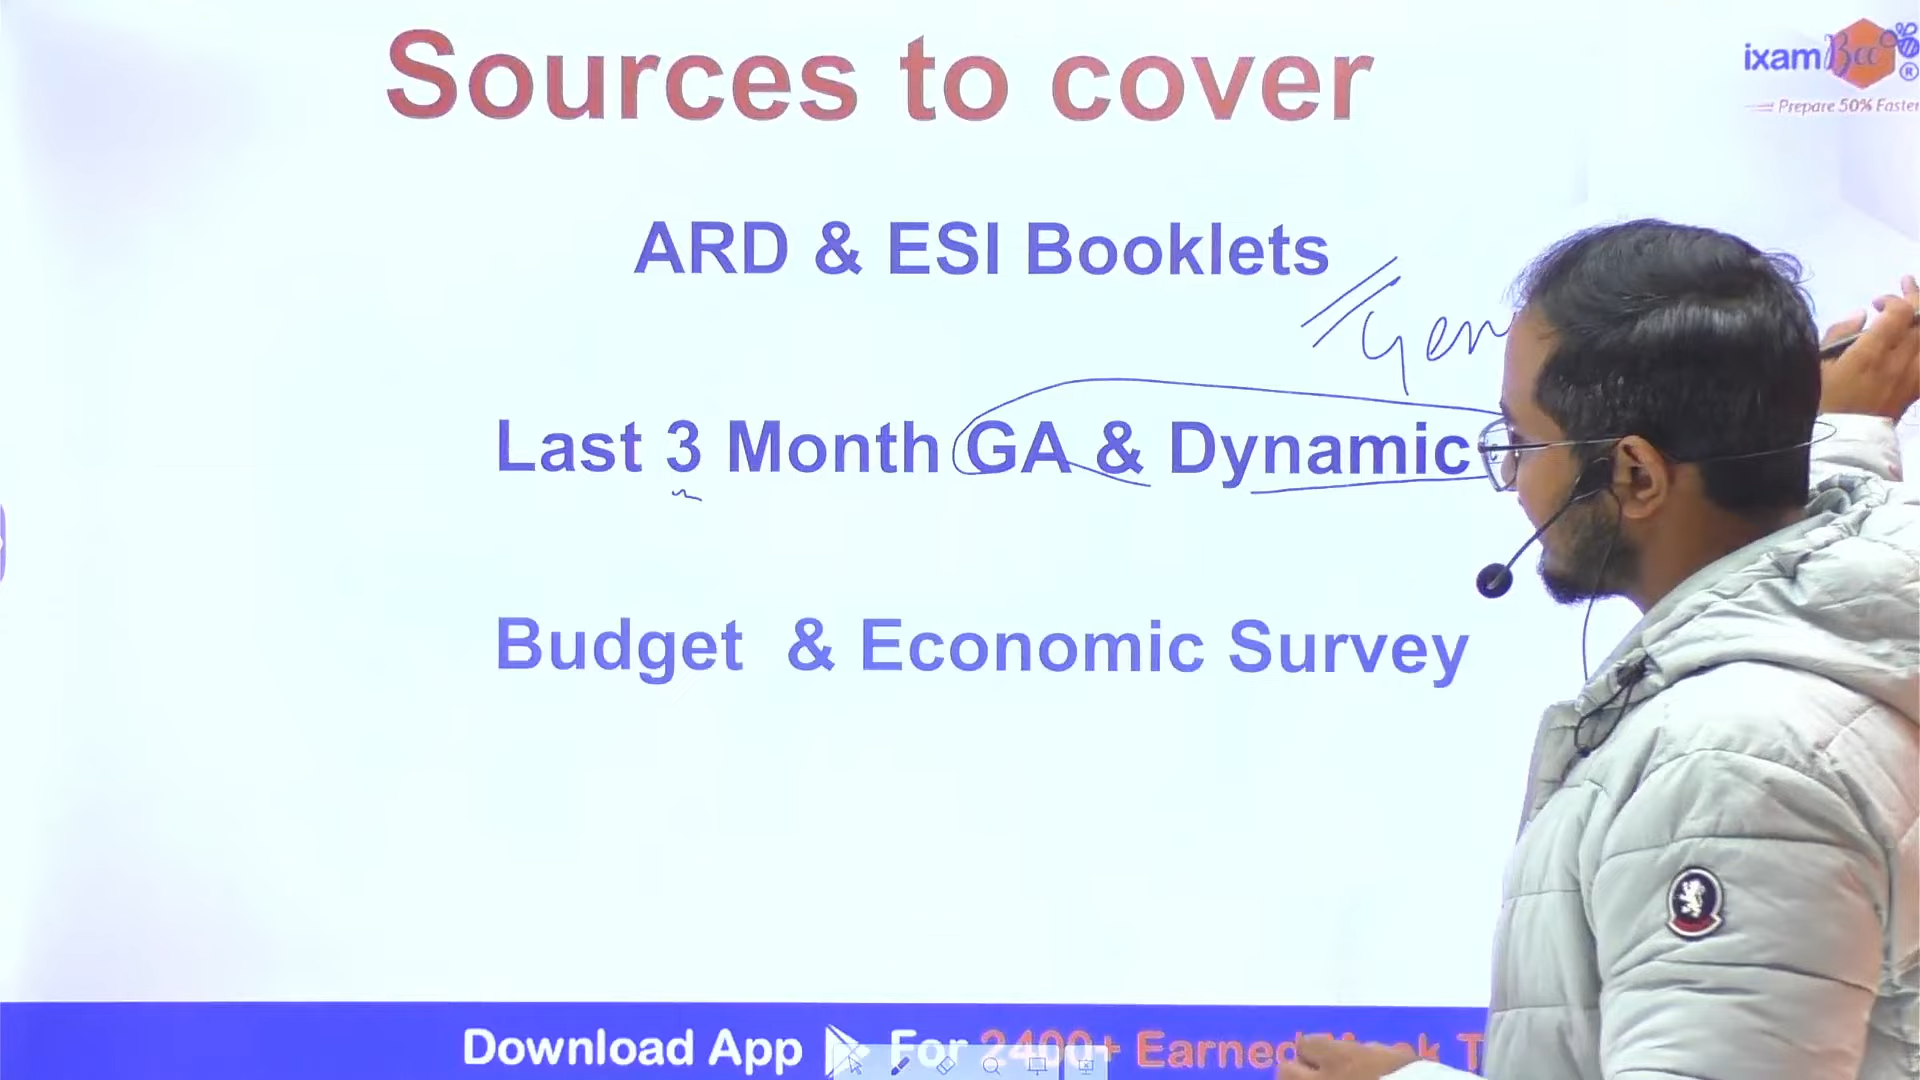 Sources to cover
ixamBee
®
Prepare 50% Faster
ARD & ESI Booklets
Gen
Last 3 Month GA & Dynamic
Budget & Economic Survey
Download App For 2400+ Earned Mock T